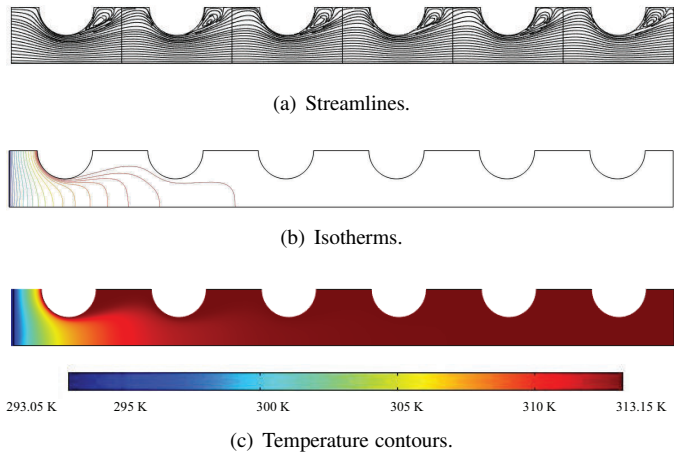 (a) Streamlines.
(b) Isotherms.
293.05 K 295 K 300 K 305 K 310 K 313.15 K
(c) Temperature contours.